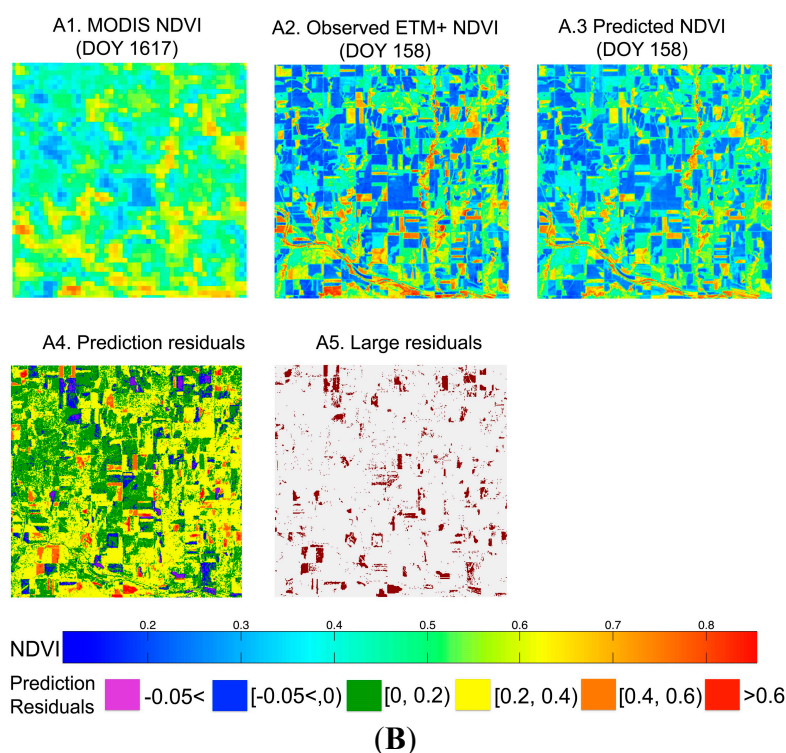 A1. MODIS NDVI
(DOY 1617)
A2. Observed ETM+ NDVI
(DOY 158)
A.3 Predicted NDVI
(DOY 158)
A4. Prediction residuals
A5. Large residuals
0.2 0.3 0.4 0.5 0.6 0.7 0.8
NDVI
Prediction
Residuals
-0.05< [-0.05<,0) [0, 0.2) [0.2, 0.4) [0.4, 0.6) >0.6
(B)